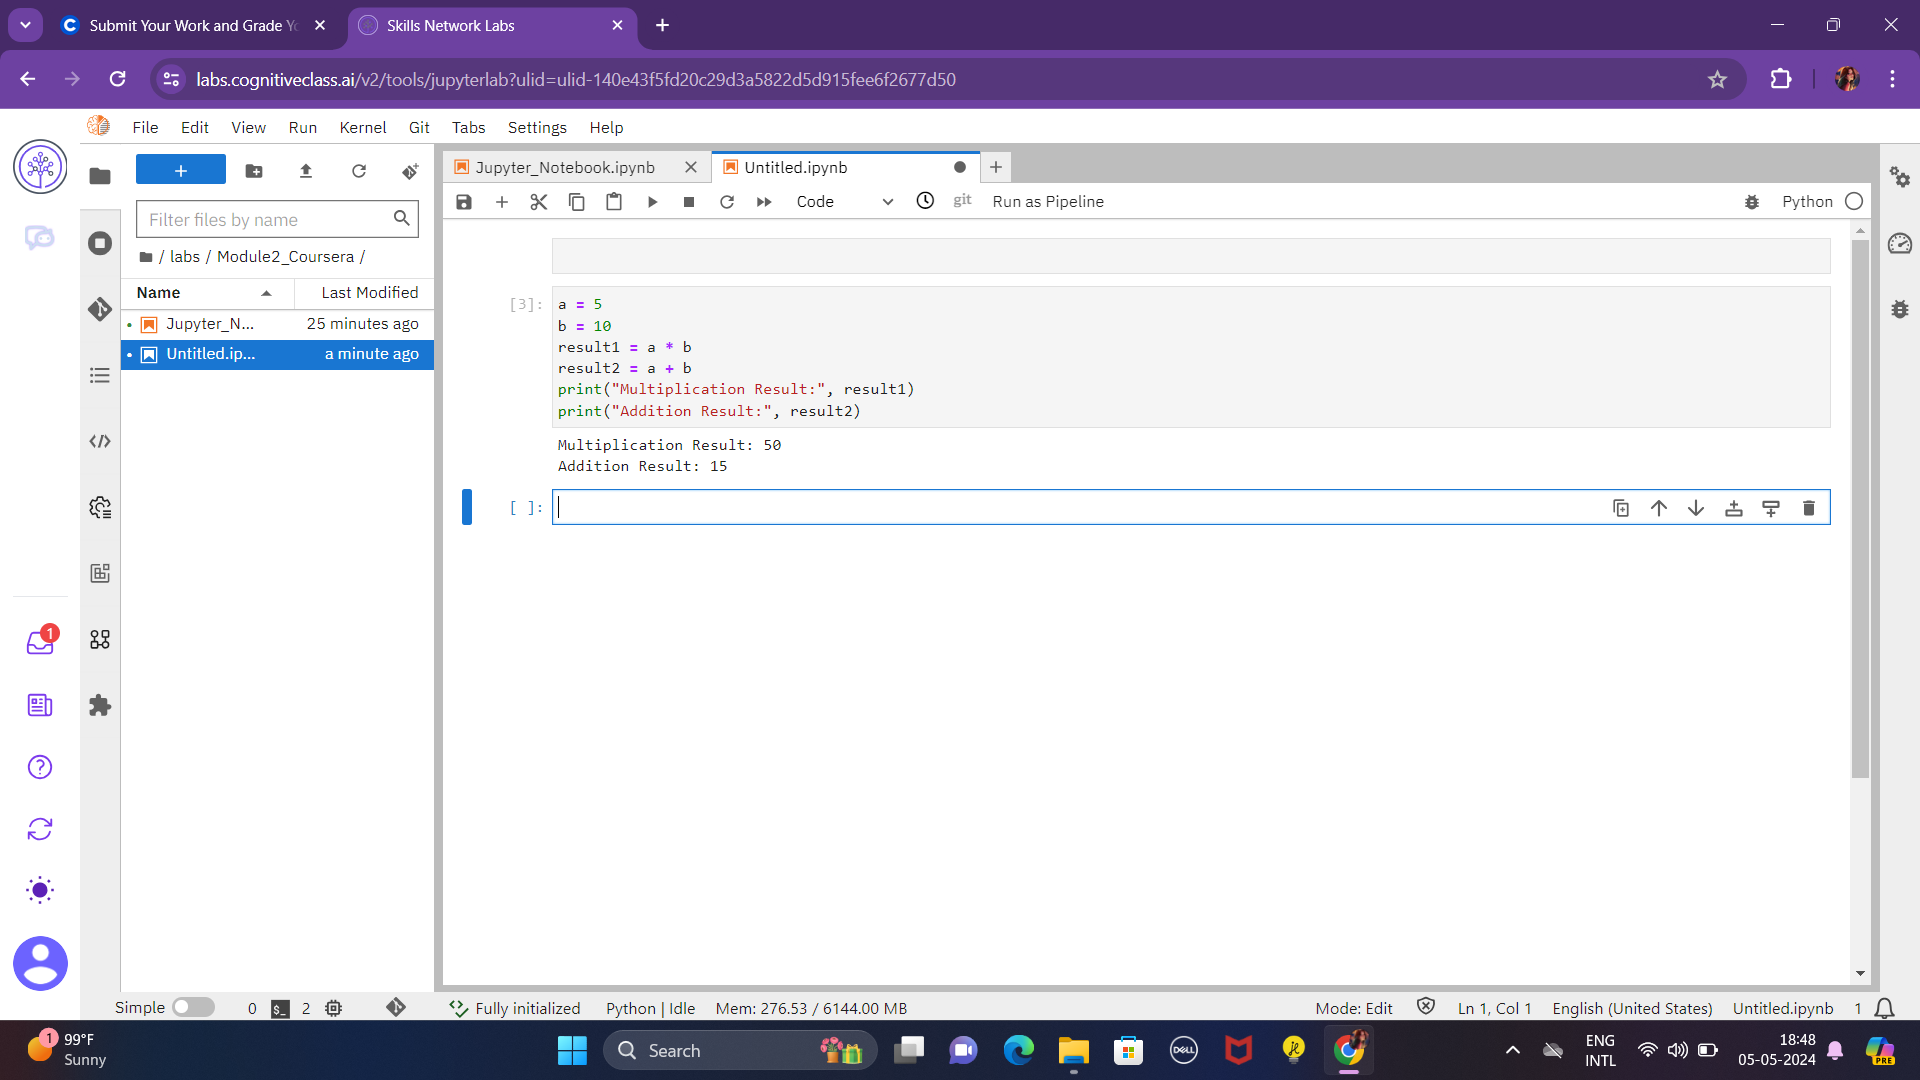 Submit Your Work and Grade Yo
Skills Network Labs
labs.cognitiveclass.ai/v2/tools/jupyterlab?ulid=ulid-140e43f5fd20c29d3a5822d5d915fee6f2677d50
File Edit View Run Kernel Git Tabs Settings Help
Jupyter_Notebook.ipynb
Untitled.ipynb
Filter files by name
/ labs / Module2_Coursera /
Name Last Modified
Jupyter_N... 25 minutes ago
Untitled.ip... a minute ago
Code
git
Run as Pipeline
Python
[3]:
a = 5
b = 10
result1 = a * b
result2 = a + b
print("Multiplication Result:", result1)
print("Addition Result:", result2)
Multiplication Result: 50
Addition Result: 15
[ ]:
1
Simple 0 $_ 2 Fully initialized Python | Idle Mem: 276.53 / 6144.00 MB Mode: Edit Ln 1, Col 1 English (United States) Untitled.ipynb 1
1
99°F
Sunny
Search
DELL
ENG
INTL
18:48
05-05-2024
PRE